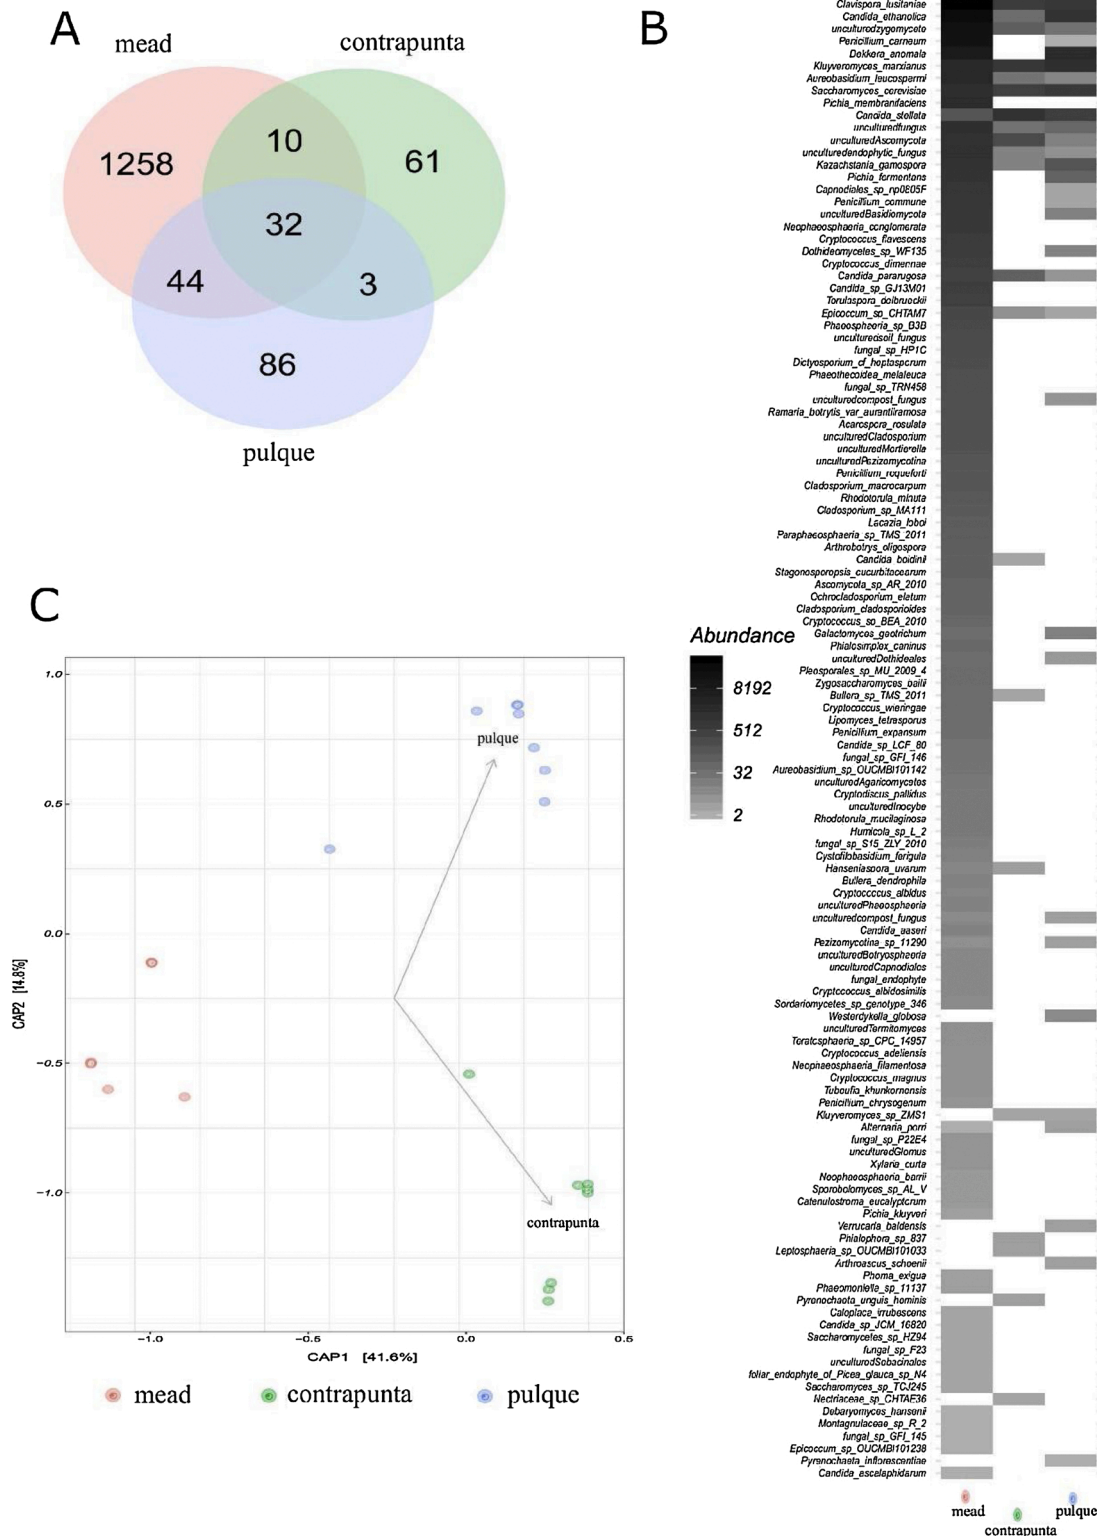 A
mead
contrapunta
1258
10
61
32
44
3
86
pulque
B
Clavispora_lusitaniae
Candida_ethanolica
unculturedzygomycete
Penicillium_carneum
Dekkera_anomala
Kluyveromyces_marxianus
Aureobasidium_leucospermi
Saccharomyces_cerevisiae
Pichia_membranifaciens
Candida_stellata
unculturedfungus
unculturedAscomycota
unculturedendophytic_fungus
Kazachstania_gamospora
Pichia_fermentans
Capnodiales_sp_np0805F
Penicillium_commune
unculturedBasidiomycota
Neophaeosphaeria_conglomerata
Cryptococcus_flavescens
Dothideomycetes_sp_WF135
Cryptococcus_dimennae
Candida_pararugosa
Candida_sp_GJ13M01
Torulaspora_delbrueckii
Epicoccum_sp_CHTAM7
Phaeosphaeria_sp_B3B
unculturedsoil_fungus
fungal_sp_HP1C
Dictyosporium_cf_heptasporum
Phaeothecoidea_melaleuca
fungal_sp_TRN458
unculturedcompost_fungus
Ramaria_botrytis_var_aurantiiramosa
Acarospora_rosulata
unculturedCladosporium
unculturedMortierella
unculturedPezizomycotina
Penicillium_roqueforti
Cladosporium_macrocarpum
Rhodotorula_minuta
Cladosporium_sp_MA111
Lacazia_loboi
Paraphaeosphaeria_sp_TMS_2011
Arthrobotrys_oligospora
Candida_boidinii
Stagonosporopsis_cucurbitacearum
Ascomycota_sp_AR_2010
Ochrocladosporium_elatum
Cladosporium_cladosporioides
Cryptococcus_sp_BEA_2010
Galactomyces_geotrichum
Phialosimplex_caninus
unculturedDothideales
Pleosporales_sp_MU_2009_4
Zygosaccharomyces_bailii
Bullera_sp_TMS_2011
Cryptococcus_wieringae
Lipomyces_tetrasporus
Penicillium_expansum
Candida_sp_LCF_80
fungal_sp_GFI_146
Aureobasidium_sp_OUCMBI101142
unculturedAgaricomycetes
Cryptodiscus_pallidus
unculturedInocybe
Rhodotorula_mucilaginosa
Humicola_sp_L_2
fungal_sp_S15_ZLY_2010
Cystofilobasidium_ferigula
Hanseniaspora_uvarum
Bullera_dendrophila
Cryptococcus_albidus
unculturedPhaeosphaeria
unculturedcompost_fungus
Candida_aaseri
Pezizomycotina_sp_11290
unculturedBotryosphaeria
unculturedCapnodiales
fungal_endophyte
Cryptococcus_albidosimilis
Sordariomycetes_sp_genotype_346
Westerdykella_globosa
unculturedTermitomyces
Teratosphaeria_sp_CPC_14957
Cryptococcus_adeliensis
Neophaeosphaeria_filamentosa
Cryptococcus_magnus
Tubeufia_khunkornensis
Penicillium_chrysogenum
Kluyveromyces_sp_ZMS1
Alternaria_porri
fungal_sp_P22E4
unculturedGlomus
Xylaria_curta
Neophaeosphaeria_barrii
Sporobolomyces_sp_AL_V
Catenulostroma_eucalyptorum
Pichia_kluyveri
Verrucaria_baldensis
Phialophora_sp_837
Leptosphaeria_sp_OUCMBI101033
Arthroascus_schoenii
Phoma_exigua
Phaeomoniella_sp_11137
Pyrenochaeta_unguis_hominis
Caloplaca_irrubescens
Candida_sp_JCM_16820
Saccharomycetes_sp_HZ94
fungal_sp_F23
unculturedSebacinales
foliar_endophyte_of_Picea_glauca_sp_N4
Saccharomyces_sp_TCJ245
Nectriaceae_sp_CHTAE36
Debaryomyces_hansenii
Montagnulaceae_sp_R_2
fungal_sp_GFI_145
Epicoccum_sp_OUCMBI101238
Pyrenochaeta_inflorescentiae
Candida_ascalaphidarum
mead
contrapunta
pulque
Abundance
8192
512
32
2
C
1.0
0.5
0.0
-0.5
-1.0
CAP2 [14.8%]
pulque
contrapunta
-1.0
-0.5
0.0
0.5
CAP1 [41.6%]
mead
contrapunta
pulque